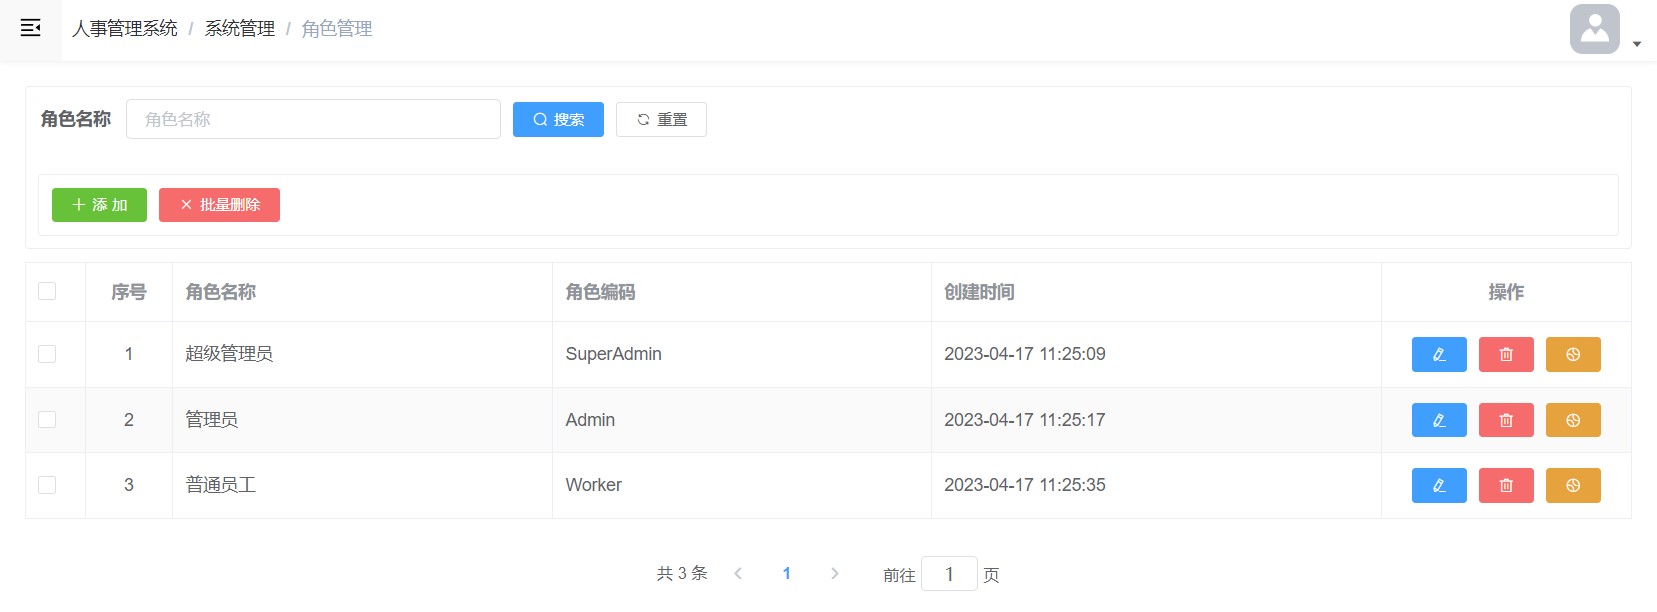 人事管理系统 / 系统管理 / 角色管理
角色名称 角色名称 搜索 重置
添 加 批量删除
序号 角色名称 角色编码 创建时间 操作
1 超级管理员 SuperAdmin 2023-04-17 11:25:09
2 管理员 Admin 2023-04-17 11:25:17
3 普通员工 Worker 2023-04-17 11:25:35
共 3 条 1 前往 1 页